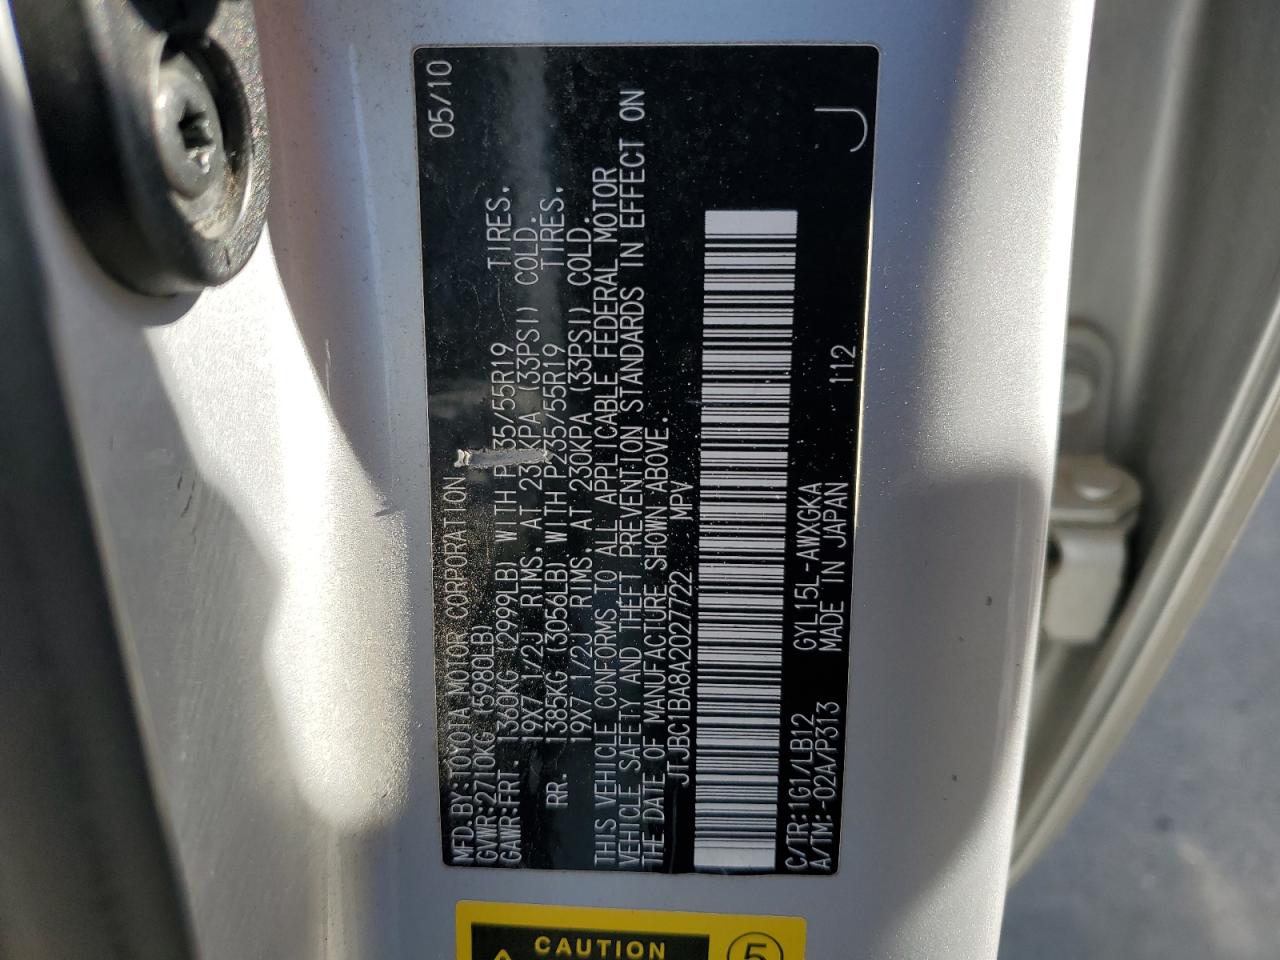 MFD.BY:TOYOTA MOTOR CORPORATION 05/10
GVWR:2710KG (5980LB)
GAWR:FRT. 1360KG (2999LB) WITH P235/55R19 TIRES.
19X7 1/2J RIMS. AT 230KPA (33PSI) COLD.
RR. 1385KG (3056LB) WITH P235/55R19 TIRES.
19X7 1/2J RIMS. AT 230KPA (33PSI) COLD.
THIS VEHICLE CONFORMS TO ALL APPLICABLE FEDERAL MOTOR
VEHICLE SAFETY AND THEFT PREVENTION STANDARDS IN EFFECT ON
THE DATE OF MANUFACTURE SHOWN ABOVE.
JTJBC1BA8A2027722 MPV
J
C/TR:1G1/LB12 GYL15L-AWXGKA
A/TM:-02A/P313 MADE IN JAPAN 112
CAUTION
5